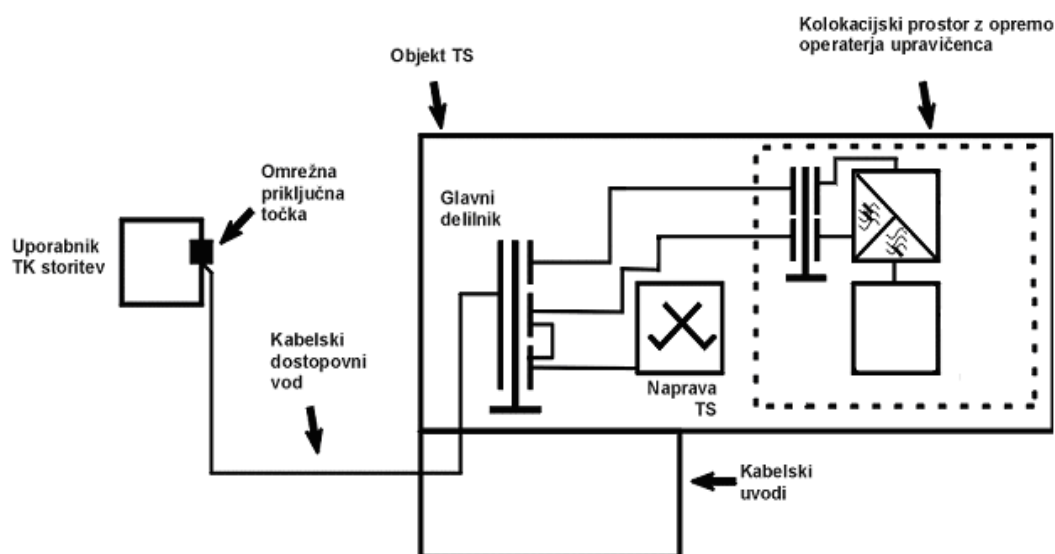 Kolokacijski prostor z opremo
operaterja upravičenca
Objekt TS
Omrežna
priključna
točka
Glavni
delilnik
Uporabnik
TK storitev
Kabelski
dostopovni
vod
Naprava
TS
Kabelski
uvodi